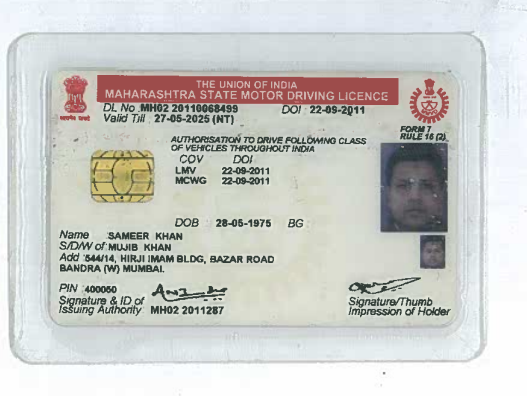 THE UNION OF INDIA
MAHARASHTRA STATE MOTOR DRIVING LICENCE
DL No MH02 20110068499 DOI : 22-09-2011
Valid Till : 27-05-2025 (NT)
FORM 7
RULE 16 (2)
AUTHORISATION TO DRIVE FOLLOWING CLASS
OF VEHICLES THROUGHOUT INDIA
COV DOI
LMV 22-09-2011
MCWG 22-09-2011
DOB : 28-05-1975 BG :
Name : SAMEER KHAN
S/D/W of : MUJIB KHAN
Add : 544/14, HIRJI IMAM BLDG, BAZAR ROAD
BANDRA (W) MUMBAI.
PIN : 400050
Signature & ID of
Issuing Authority: MH02 2011287
Signature/Thumb
Impression of Holder